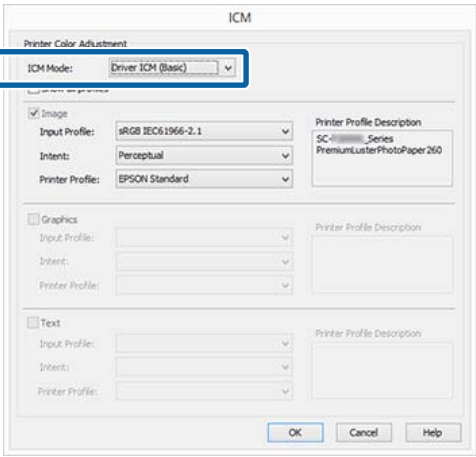 ICM
Printer Color Adjustment
ICM Mode: Driver ICM (Basic)
Image
Input Profile: sRGB IEC61966-2.1
Intent: Perceptual
Printer Profile: EPSON Standard
Printer Profile Description
SC- Series
PremiumLusterPhotoPaper260
Graphics
Input Profile:
Intent:
Printer Profile:
Printer Profile Description
Text
Input Profile:
Intent:
Printer Profile:
Printer Profile Description
OK Cancel Help